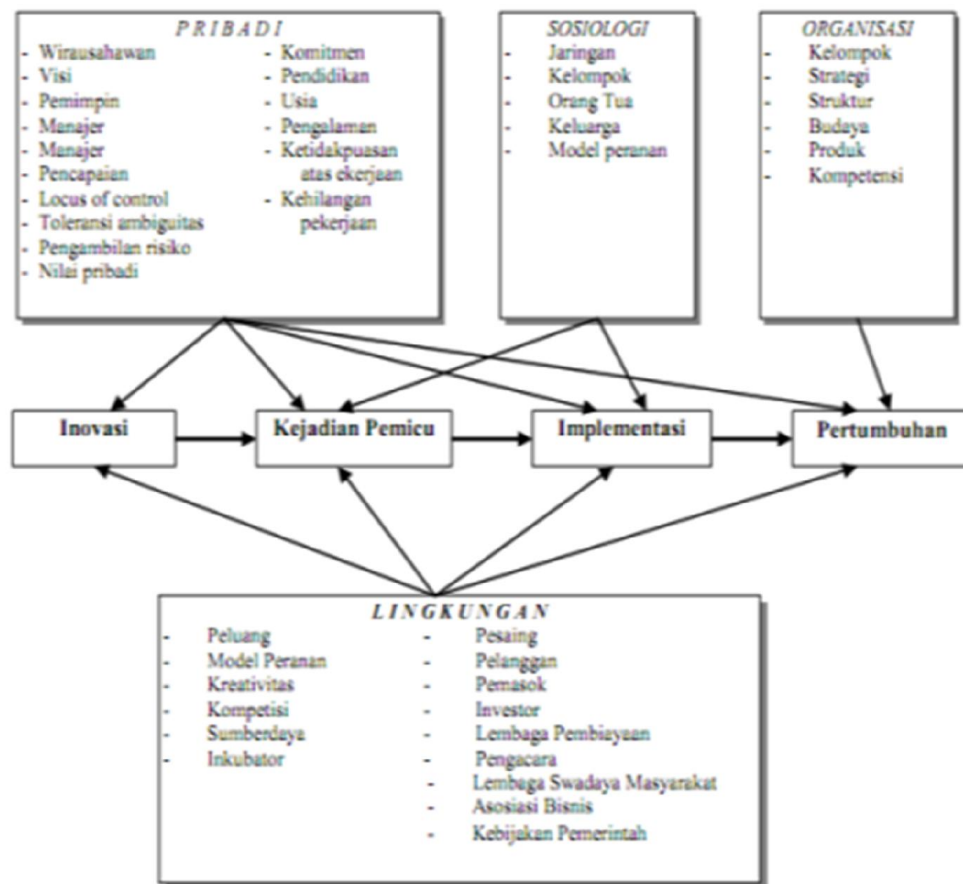 PRIBADI
- Wirausahawan
- Visi
- Pemimpin
- Manajer
- Manajer
- Pencapaian
- Locus of control
- Toleransi ambiguitas
- Pengambilan risiko
- Nilai pribadi
- Komitmen
- Pendidikan
- Usia
- Pengalaman
- Ketidakpuasan
atas ekerjaan
- Kehilangan
pekerjaan
SOSIOLOGI
- Jaringan
- Kelompok
- Orang Tua
- Keluarga
- Model peranan
ORGANISASI
- Kelompok
- Strategi
- Struktur
- Budaya
- Produk
- Kompetensi
Inovasi
Kejadian Pemicu
Implementasi
Pertumbuhan
LINGKUNGAN
- Peluang
- Model Peranan
- Kreativitas
- Kompetisi
- Sumberdaya
- Inkubator
- Pesaing
- Pelanggan
- Pemasok
- Investor
- Lembaga Pembiayaan
- Pengacara
- Lembaga Swadaya Masyarakat
- Asosiasi Bisnis
- Kebijakan Pemerintah